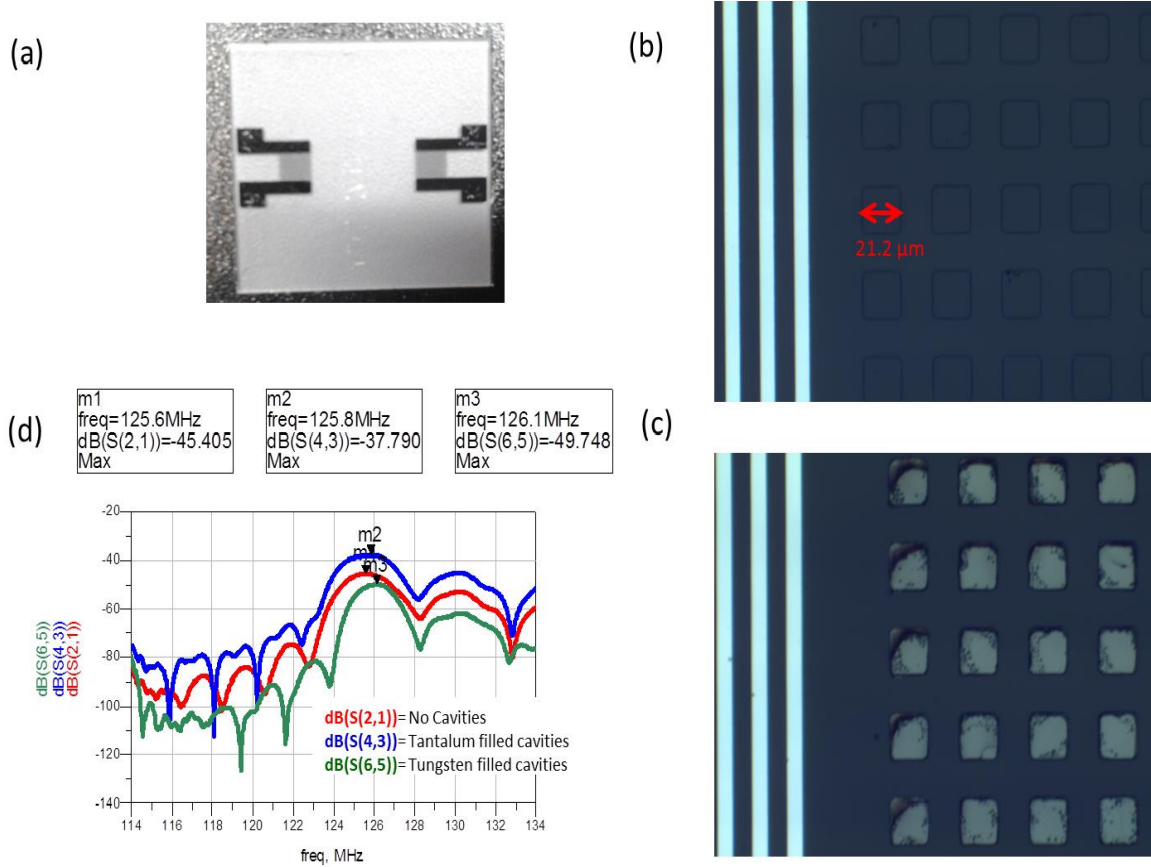 (a)
(b)
21.2 µm
m1
freq=125.6MHz
dB(S(2,1))=-45.405
Max
m2
freq=125.8MHz
dB(S(4,3))=-37.790
Max
m3
freq=126.1MHz
dB(S(6,5))=-49.748
Max
(d)
(c)
-20
-40
-60
-80
-100
-120
-140
m2
m3
dB(S(6,5))
dB(S(4,3))
dB(S(2,1))
dB(S(2,1))= No Cavities
dB(S(4,3))=Tantalum filled cavities
dB(S(6,5))=Tungsten filled cavities
114 116 118 120 122 124 126 128 130 132 134
freq, MHz